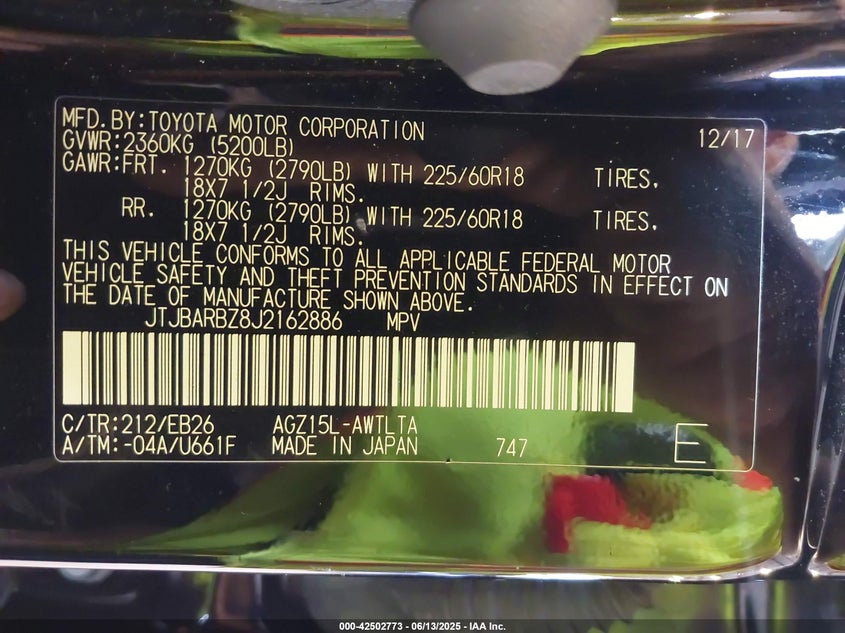 MFD.BY:TOYOTA MOTOR CORPORATION 12/17
GVWR:2360KG (5200LB)
GAWR:FRT. 1270KG (2790LB) WITH 225/60R18 TIRES,
18X7 1/2J RIMS.
RR. 1270KG (2790LB) WITH 225/60R18 TIRES,
18X7 1/2J RIMS.
THIS VEHICLE CONFORMS TO ALL APPLICABLE FEDERAL MOTOR
VEHICLE SAFETY AND THEFT PREVENTION STANDARDS IN EFFECT ON
THE DATE OF MANUFACTURE SHOWN ABOVE.
JTJBARBZ8J2162886 MPV
C/TR:212/EB26 AGZ15L-AWTLTA
A/TM:-04A/U661F MADE IN JAPAN 747 E
000-42502773 - 06/13/2025 - IAA Inc.